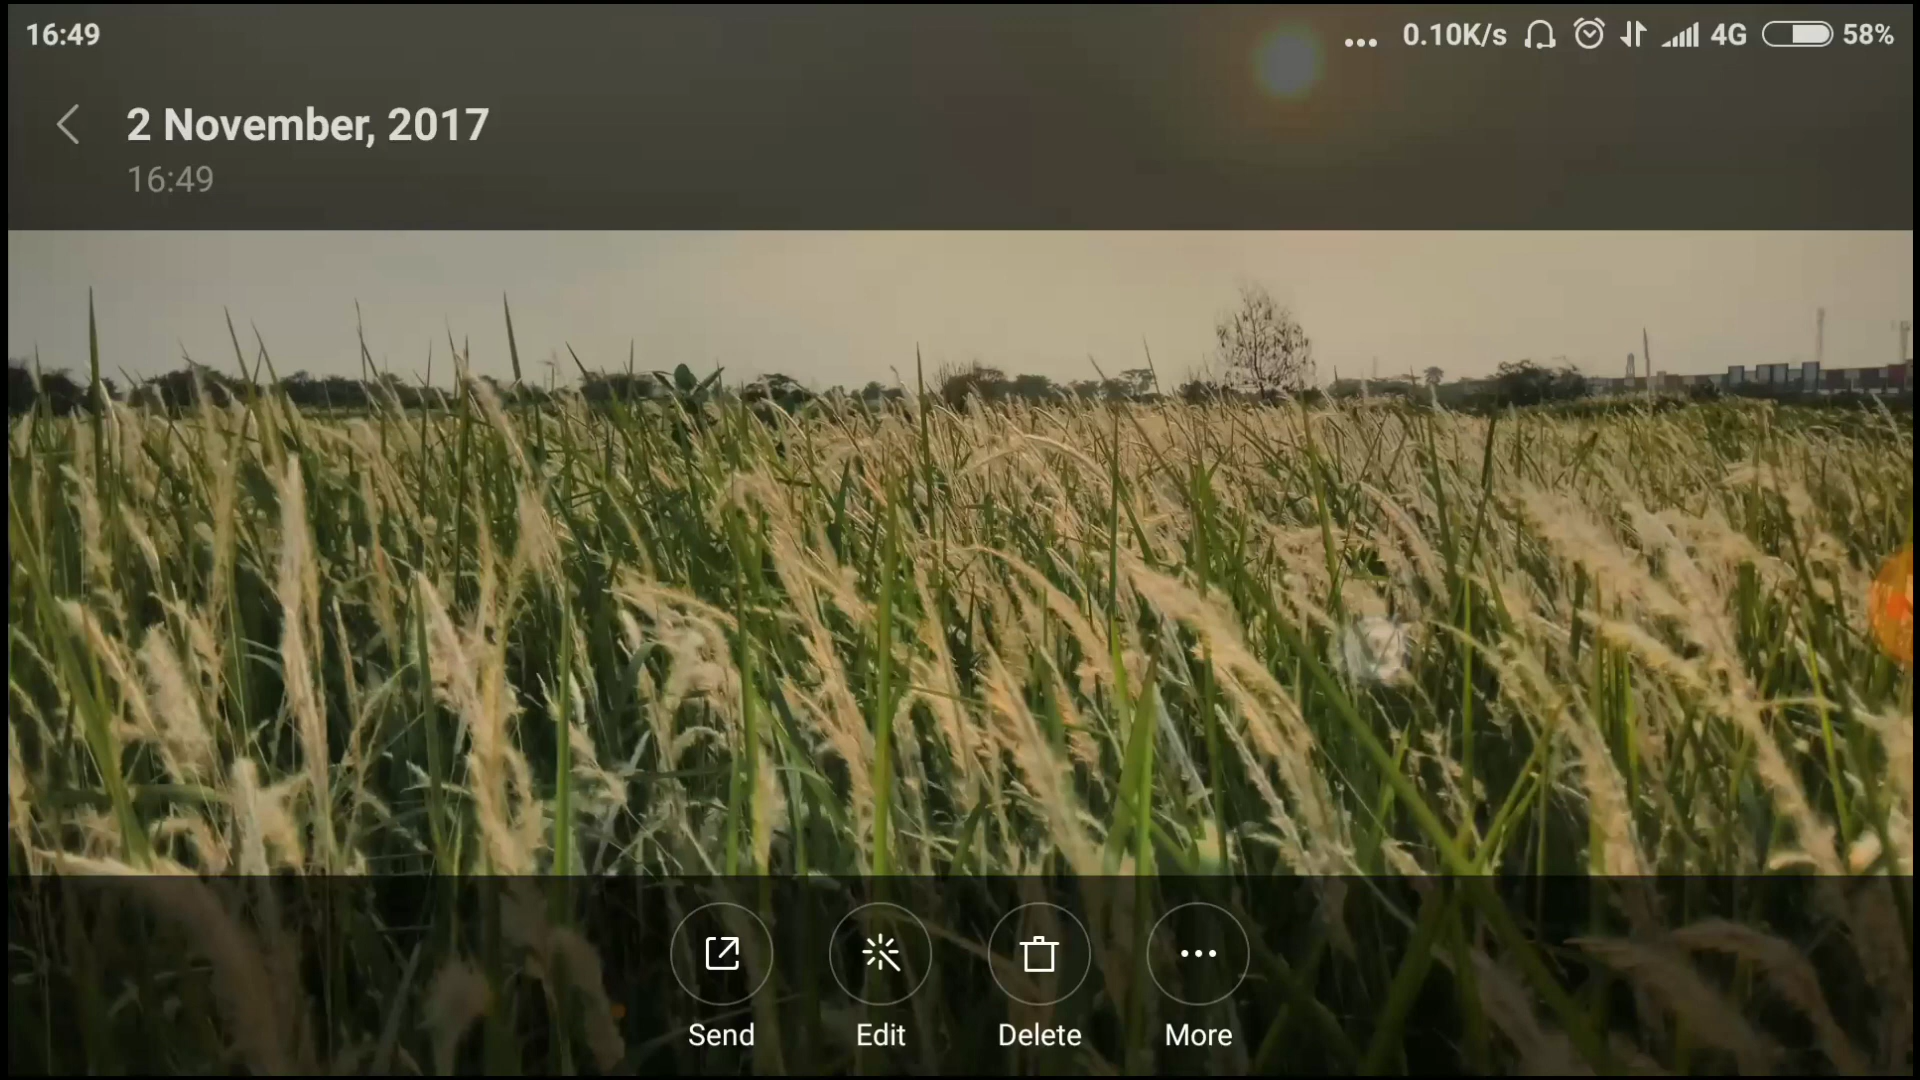 16:49
... 0.10K/s 4G 58%
2 November, 2017
16:49
Send Edit Delete More